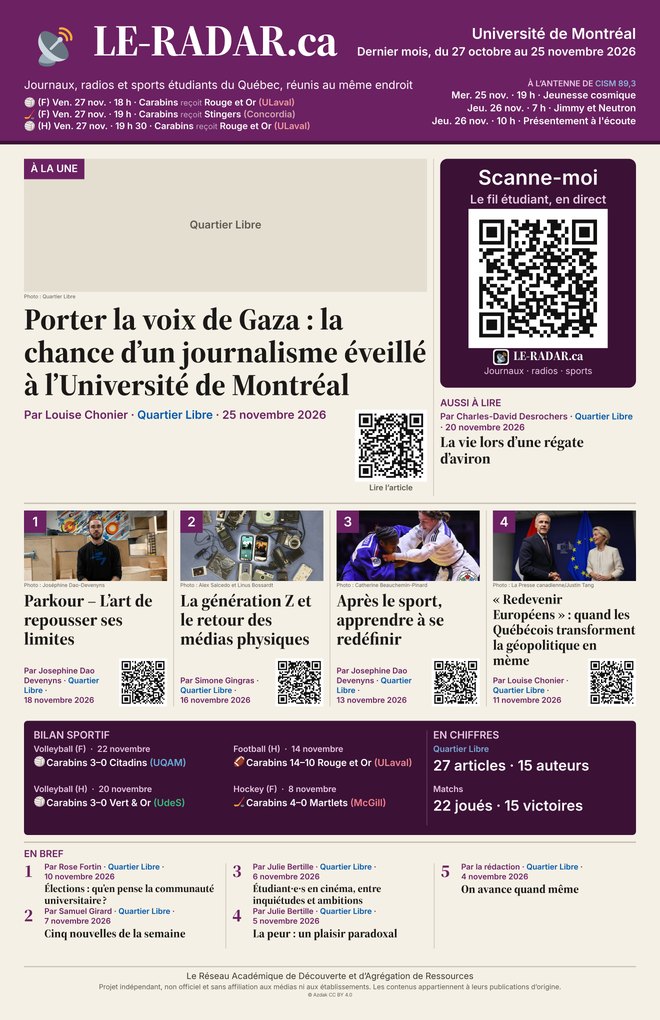 LE-RADAR.ca
Université de Montréal
Dernier mois, du 27 octobre au 25 novembre 2026
Journaux, radios et sports étudiants du Québec, réunis au même endroit
(F) Ven. 27 nov. · 18 h · Carabins reçoit Rouge et Or (ULaval)
(F) Ven. 27 nov. · 19 h · Carabins reçoit Stingers (Concordia)
(H) Ven. 27 nov. · 19 h 30 · Carabins reçoit Rouge et Or (ULaval)
À L'ANTENNE DE CISM 89,3
Mer. 25 nov. · 19 h · Jeunesse cosmique
Jeu. 26 nov. · 7 h · Jimmy et Neutron
Jeu. 26 nov. · 10 h · Présentement à l'écoute
À LA UNE
Quartier Libre
Photo : Quartier Libre
Porter la voix de Gaza : la
chance d'un journalisme éveillé
à l'Université de Montréal
Par Louise Chonier · Quartier Libre · 25 novembre 2026
Lire l'article
Scanne-moi
Le fil étudiant, en direct
LE-RADAR.ca
Journaux · radios · sports
AUSSI À LIRE
Par Charles-David Desrochers · Quartier Libre
· 20 novembre 2026
La vie lors d'une régate
d'aviron
1
Photo : Joséphine Dao-Devenyns
Parkour – L'art de
repousser ses
limites
Par Josephine Dao
Devenyns · Quartier
Libre ·
18 novembre 2026
2
Photo : Alex Salcedo et Linus Bossardt
La génération Z et
le retour des
médias physiques
Par Simone Gingras ·
Quartier Libre ·
16 novembre 2026
3
Photo : Catherine Beauchemin-Pinard
Après le sport,
apprendre à se
redéfinir
Par Josephine Dao
Devenyns · Quartier
Libre ·
13 novembre 2026
4
Photo : La Presse canadienne/Justin Tang
« Redevenir
Européens » : quand les
Québécois transforment
la géopolitique en
mème
Par Louise Chonier ·
Quartier Libre ·
11 novembre 2026
BILAN SPORTIF
Volleyball (F) · 22 novembre
Carabins 3–0 Citadins (UQAM)
Football (H) · 14 novembre
Carabins 14–10 Rouge et Or (ULaval)
Volleyball (H) · 20 novembre
Carabins 3–0 Vert & Or (UdeS)
Hockey (F) · 8 novembre
Carabins 4–0 Martlets (McGill)
EN CHIFFRES
Quartier Libre
27 articles · 15 auteurs
Matchs
22 joués · 15 victoires
EN BREF
1
Par Rose Fortin · Quartier Libre ·
10 novembre 2026
Élections : qu'en pense la communauté
universitaire ?
2
Par Samuel Girard · Quartier Libre ·
7 novembre 2026
Cinq nouvelles de la semaine
3
Par Julie Bertille · Quartier Libre ·
6 novembre 2026
Étudiant·e·s en cinéma, entre
inquiétudes et ambitions
4
Par Julie Bertille · Quartier Libre ·
5 novembre 2026
La peur : un plaisir paradoxal
5
Par la rédaction · Quartier Libre ·
4 novembre 2026
On avance quand même
Le Réseau Académique de Découverte et d'Agrégation de Ressources
Projet indépendant, non officiel et sans affiliation aux médias ni aux établissements. Les contenus appartiennent à leurs publications d'origine.
© Azdak CC BY 4.0